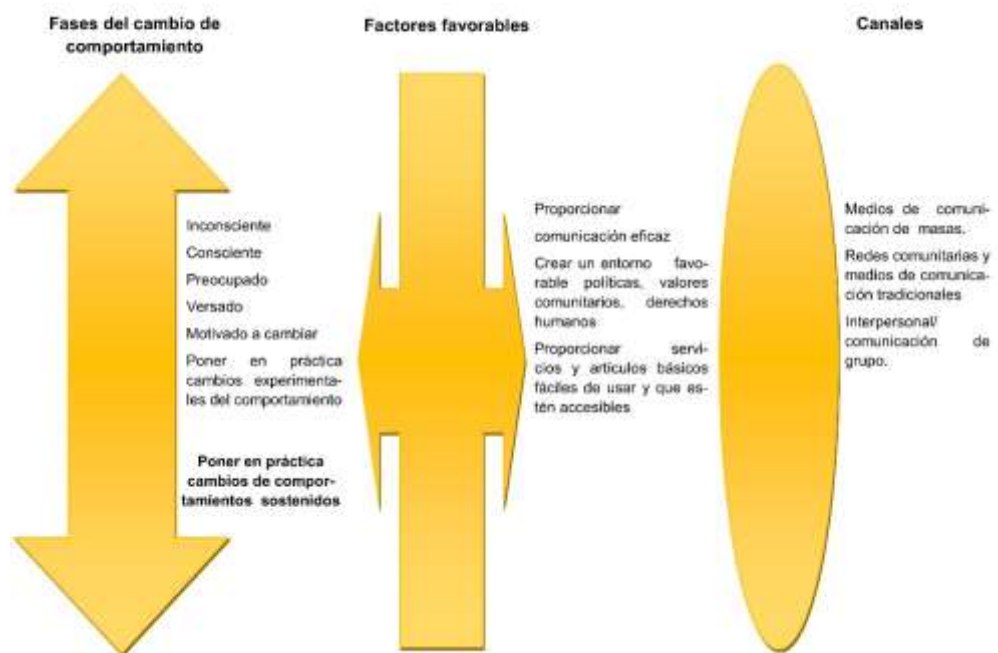 Fases del cambio de
comportamiento
Inconsciente
Consciente
Preocupado
Versado
Motivado a cambiar
Poner en práctica
cambios experimenta-
les del comportamiento
Poner en práctica
cambios de compor-
tamientos sostenidos
Factores favorables
Proporcionar
comunicación eficaz
Crear un entorno favo-
rable políticas, valores
comunitarios, derechos
humanos
Proporcionar servi-
cios y artículos básicos
fáciles de usar y que es-
tén accesibles
Canales
Medios de comuni-
cación de masas.
Redes comunitarias y
medios de comunica-
ción tradicionales
Interpersonal/
comunicación de
grupo.